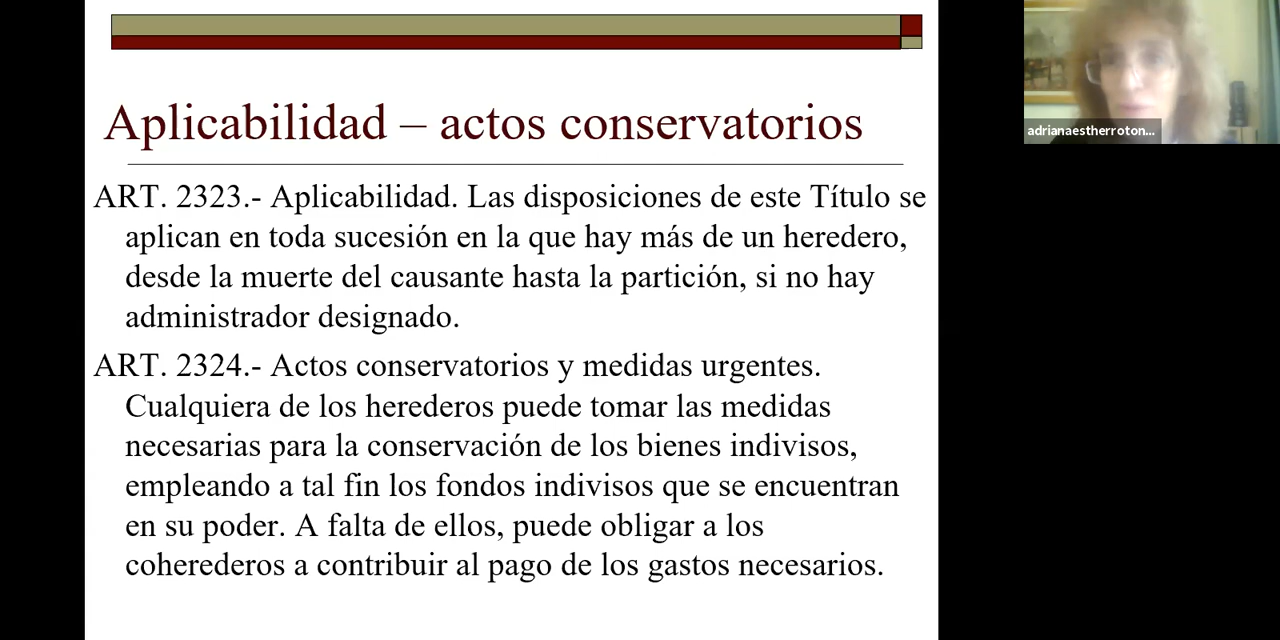 Aplicabilidad – actos conservatorios
ART. 2323.- Aplicabilidad. Las disposiciones de este Título se
aplican en toda sucesión en la que hay más de un heredero,
desde la muerte del causante hasta la partición, si no hay
administrador designado.
ART. 2324.- Actos conservatorios y medidas urgentes.
Cualquiera de los herederos puede tomar las medidas
necesarias para la conservación de los bienes indivisos,
empleando a tal fin los fondos indivisos que se encuentran
en su poder. A falta de ellos, puede obligar a los
coherederos a contribuir al pago de los gastos necesarios.
adrianaestherroton...